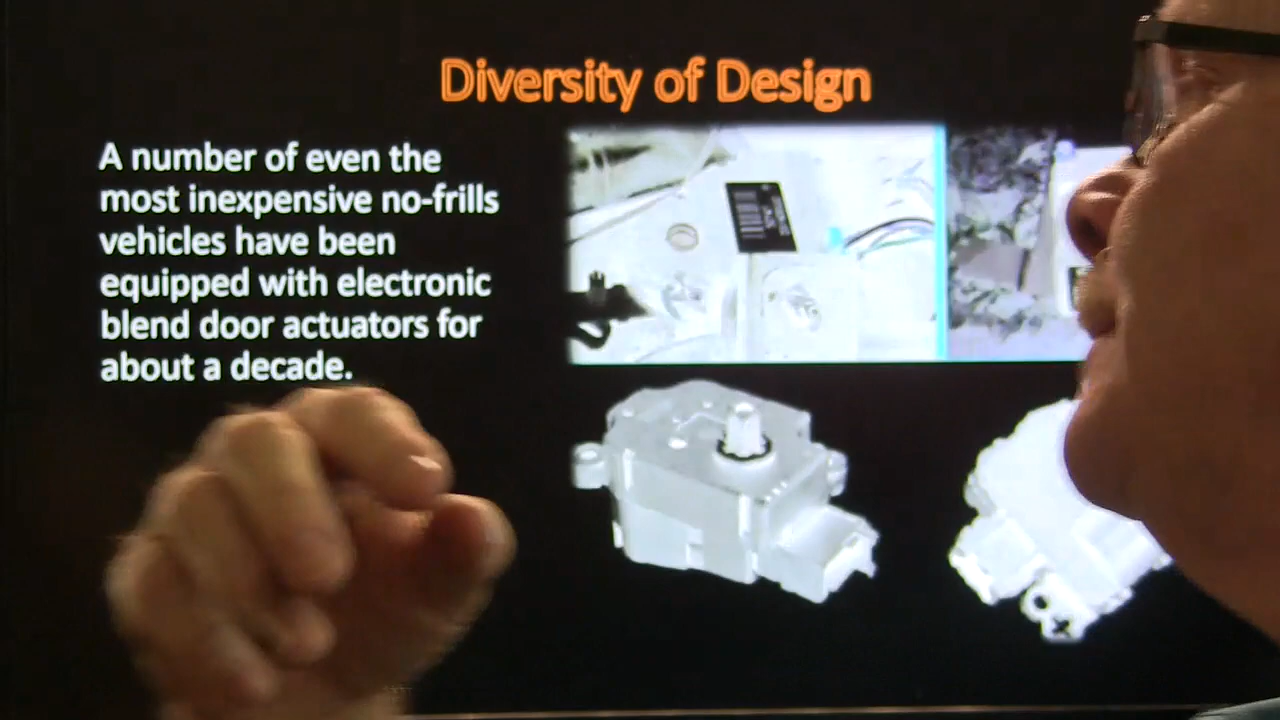 Diversity of Design
A number of even the
most inexpensive no-frills
vehicles have been
equipped with electronic
blend door actuators for
about a decade.